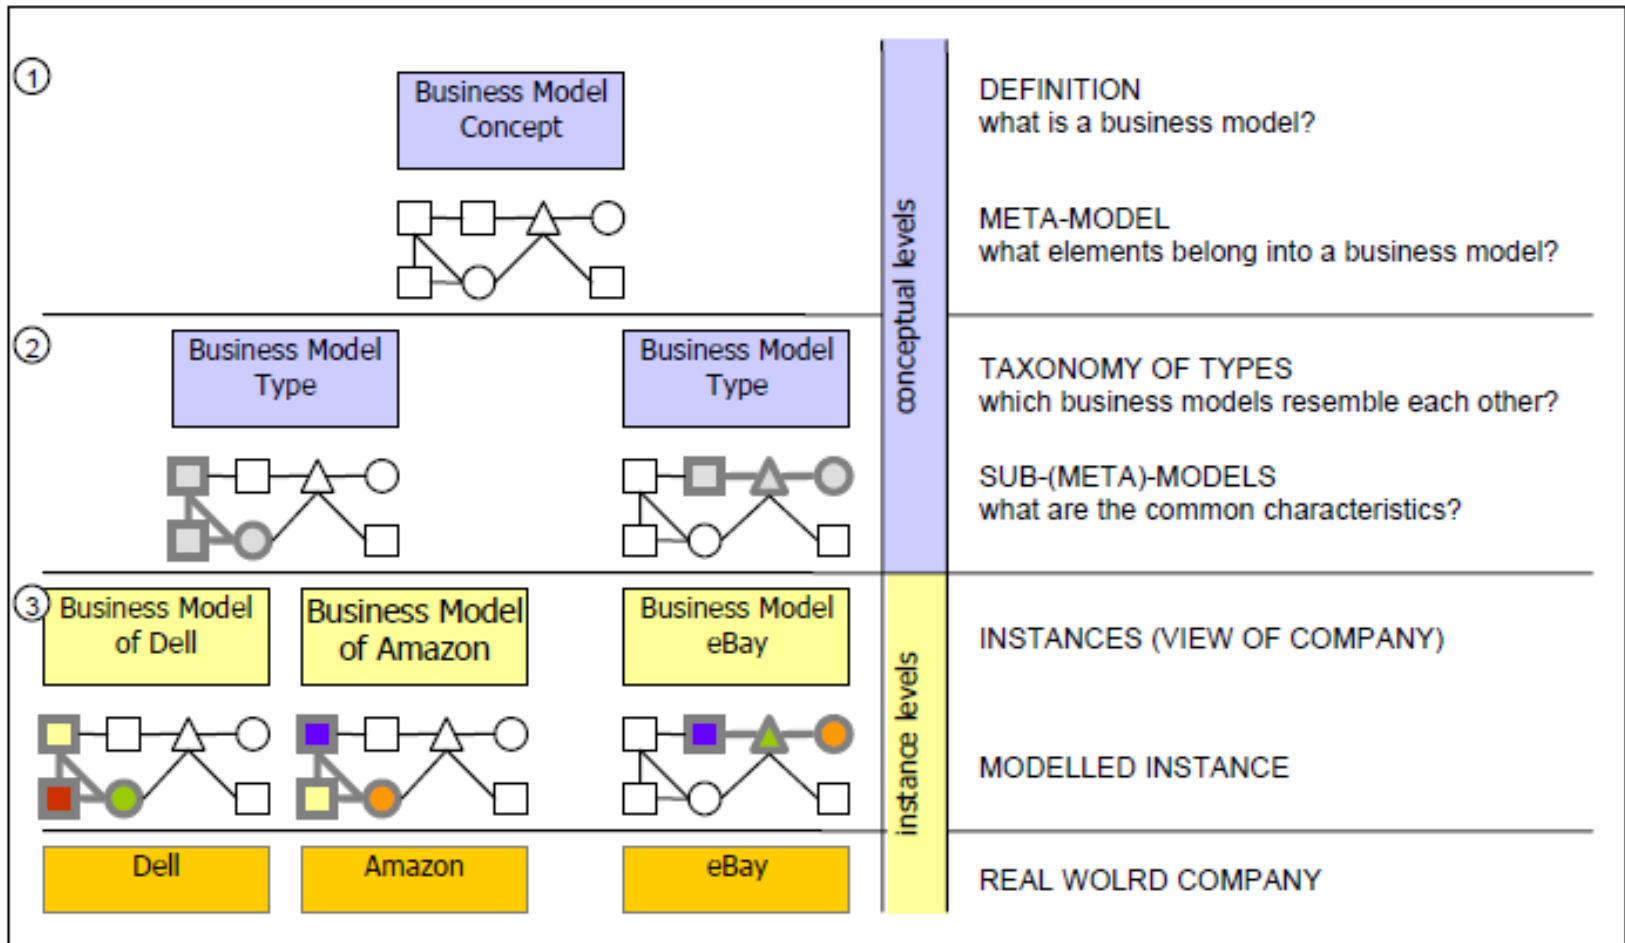 1
Business Model
Concept
DEFINITION
what is a business model?
META-MODEL
what elements belong into a business model?
conceptual levels
2
Business Model
Type
Business Model
Type
TAXONOMY OF TYPES
which business models resemble each other?
SUB-(META)-MODELS
what are the common characteristics?
3
Business Model
of Dell
Business Model
of Amazon
Business Model
eBay
INSTANCES (VIEW OF COMPANY)
instance levels
MODELLED INSTANCE
Dell
Amazon
eBay
REAL WOLRD COMPANY